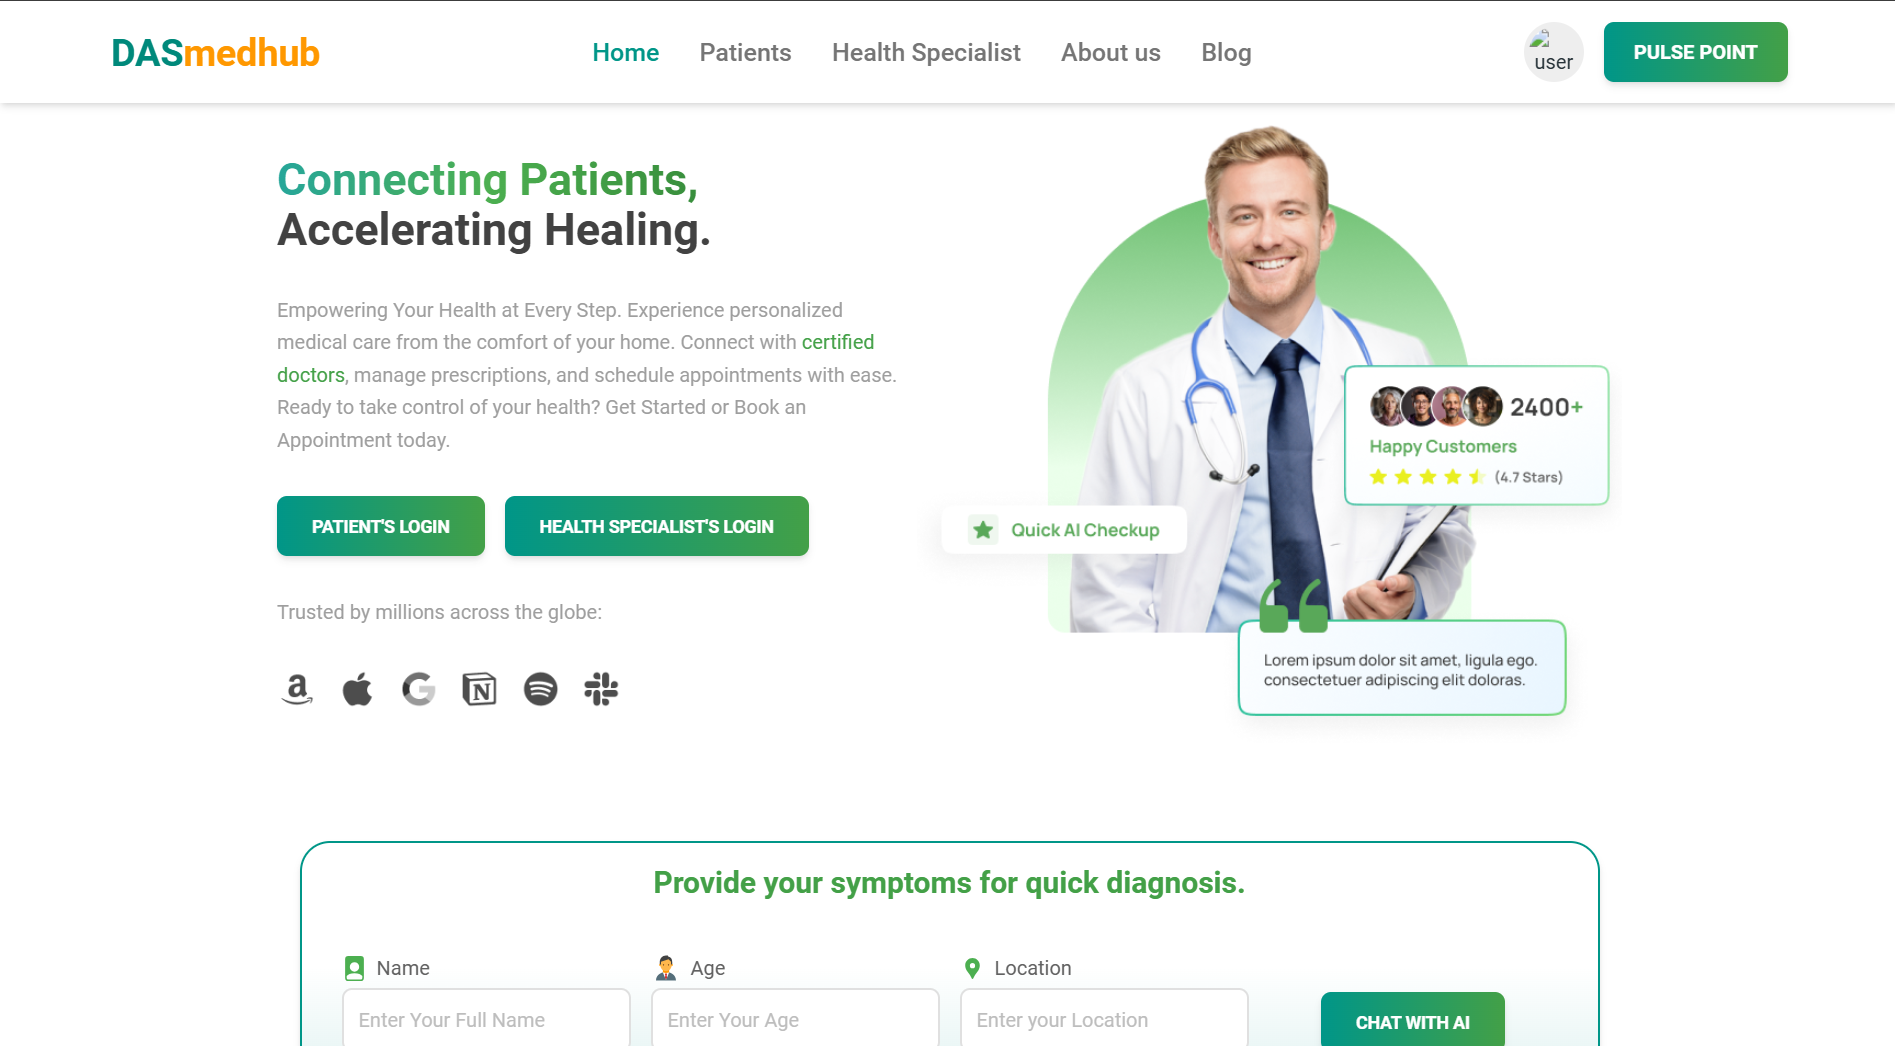 DASmedhub
Home
Patients
Health Specialist
About us
Blog
user
PULSE POINT
Connecting Patients,
Accelerating Healing.
Empowering Your Health at Every Step. Experience personalized
medical care from the comfort of your home. Connect with certified
doctors, manage prescriptions, and schedule appointments with ease.
Ready to take control of your health? Get Started or Book an
Appointment today.
PATIENT'S LOGIN
HEALTH SPECIALIST'S LOGIN
Trusted by millions across the globe:
2400+
Happy Customers
(4.7 Stars)
Quick AI Checkup
Lorem ipsum dolor sit amet, ligula ego.
consectetuer adipiscing elit doloras.
Provide your symptoms for quick diagnosis.
Name
Age
Location
Enter Your Full Name
Enter Your Age
Enter your Location
CHAT WITH AI